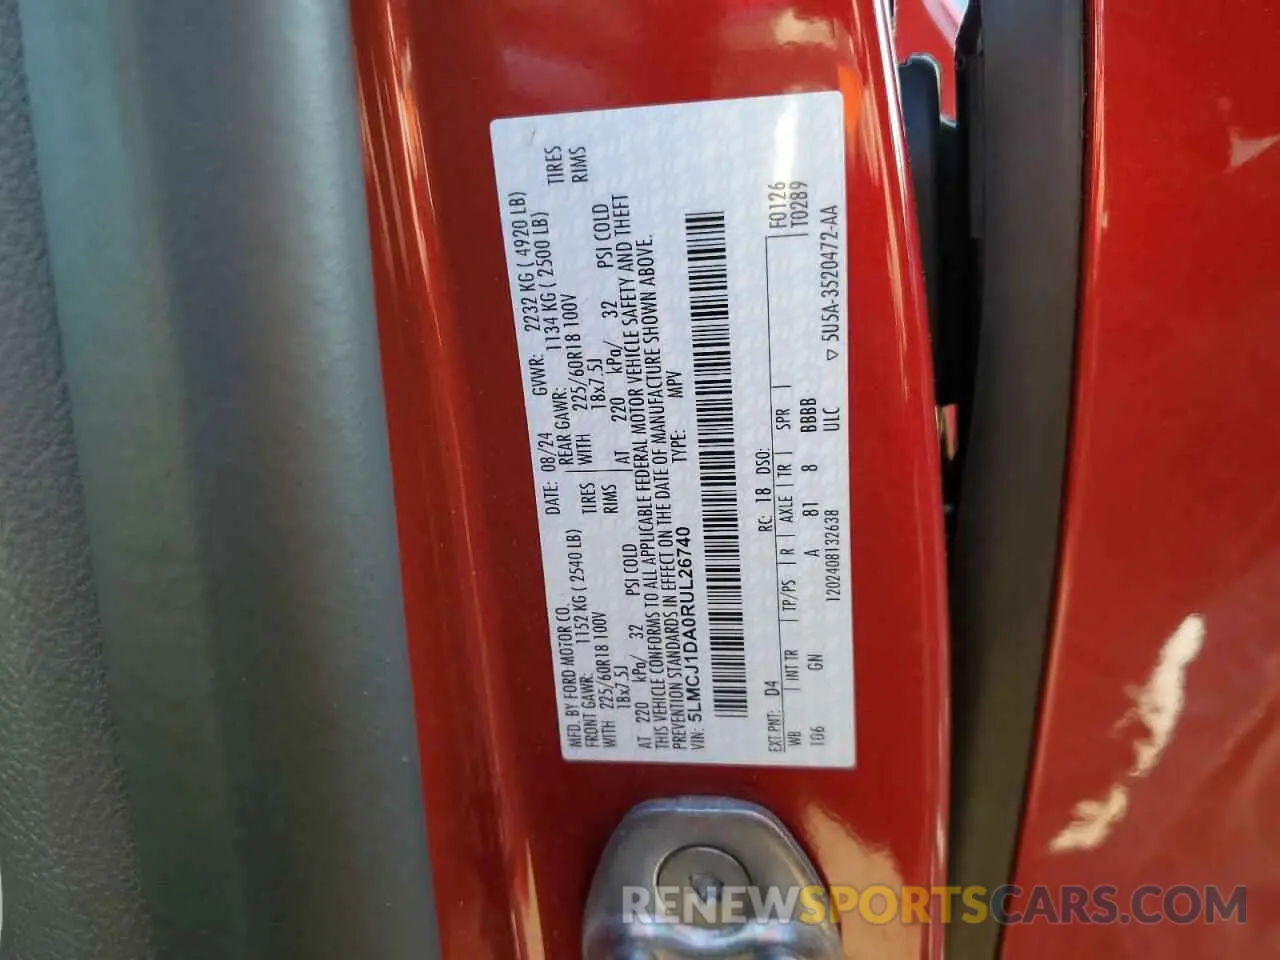 MFD. BY FORD MOTOR CO.
DATE: 08/24 GVWR: 2232 KG ( 4920 LB)
FRONT GAWR: 1152 KG ( 2540 LB)
REAR GAWR: 1134 KG ( 2500 LB)
WITH 225/60R18 100V TIRES
WITH 225/60R18 100V TIRES
18x7.5J RIMS
18x7.5J RIMS
AT 220 kPa/ 32 PSI COLD
AT 220 kPa/ 32 PSI COLD
THIS VEHICLE CONFORMS TO ALL APPLICABLE FEDERAL MOTOR VEHICLE SAFETY AND THEFT
PREVENTION STANDARDS IN EFFECT ON THE DATE OF MANUFACTURE SHOWN ABOVE.
VIN: 5LMCJ1DA0RUL26740 TYPE: MPV
F0126
T0289
EXT PNT: D4 RC: 18 DSO:
WB INT TR TP/PS R AXLE TR SPR
106 GN A 81 8 BBBB
ULC
1202408132638
▽ 5U5A-3520472-AA
RENEWSPORTSCARS.COM